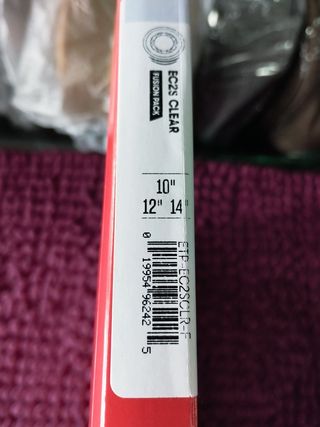 EC2S CLEAR
FUSION PACK
10"
12" 14"
ETP-EC2SCLR-F
0 19954 96242 5